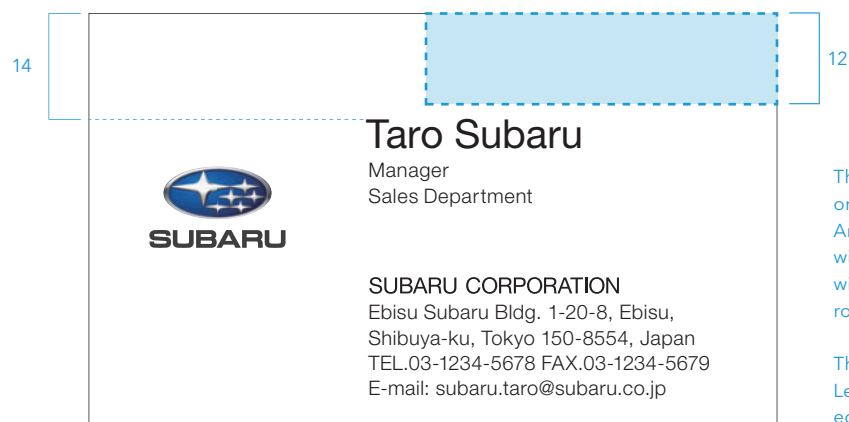 14
12
Taro Subaru
Manager
Sales Department
SUBARU
SUBARU CORPORATION
Ebisu Subaru Bldg. 1-20-8, Ebisu,
Shibuya-ku, Tokyo 150-8554, Japan
TEL.03-1234-5678 FAX.03-1234-5679
E-mail: subaru.taro@subaru.co.jp